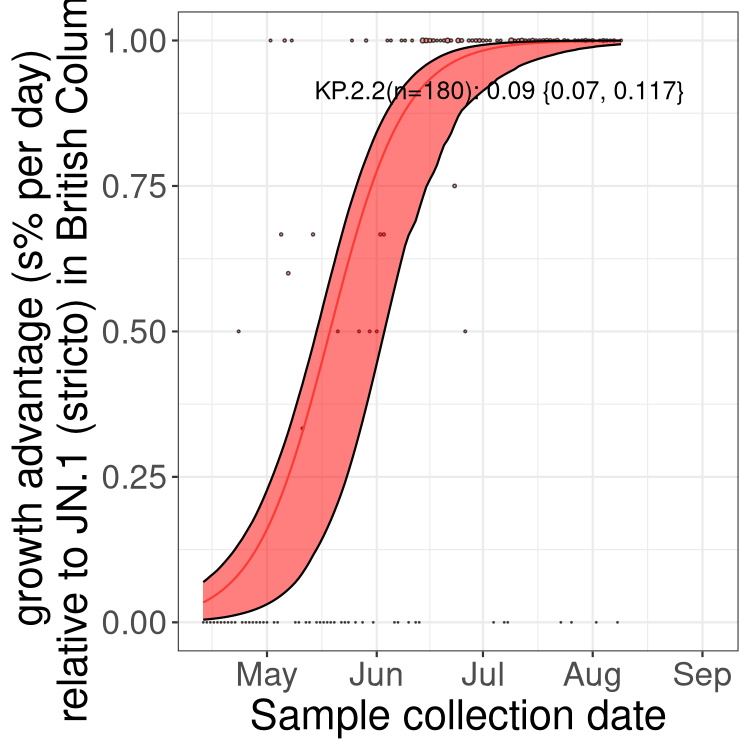 growth advantage (s% per day)
relative to JN.1 (stricto) in British Colum
1.00
0.75
0.50
0.25
0.00
KP.2.2(n=180): 0.09 {0.07, 0.117}
May Jun Jul Aug Sep
Sample collection date